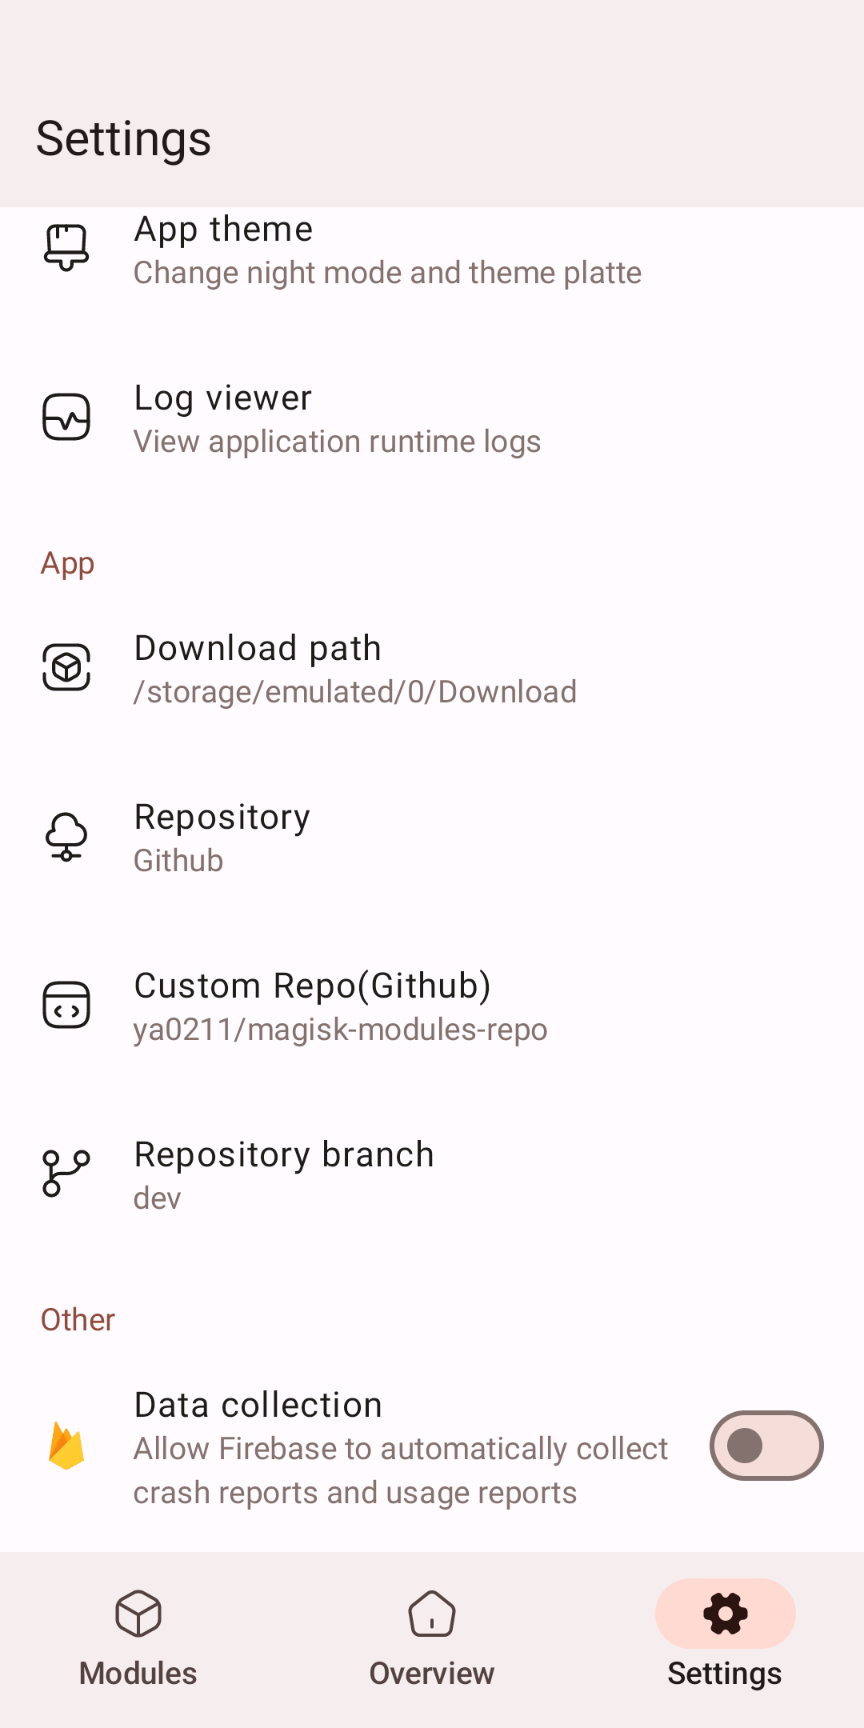 Settings
App theme
Change night mode and theme platte
Log viewer
View application runtime logs
App
Download path
/storage/emulated/0/Download
Repository
Github
Custom Repo(Github)
ya0211/magisk-modules-repo
Repository branch
dev
Other
Data collection
Allow Firebase to automatically collect
crash reports and usage reports
Modules
Overview
Settings